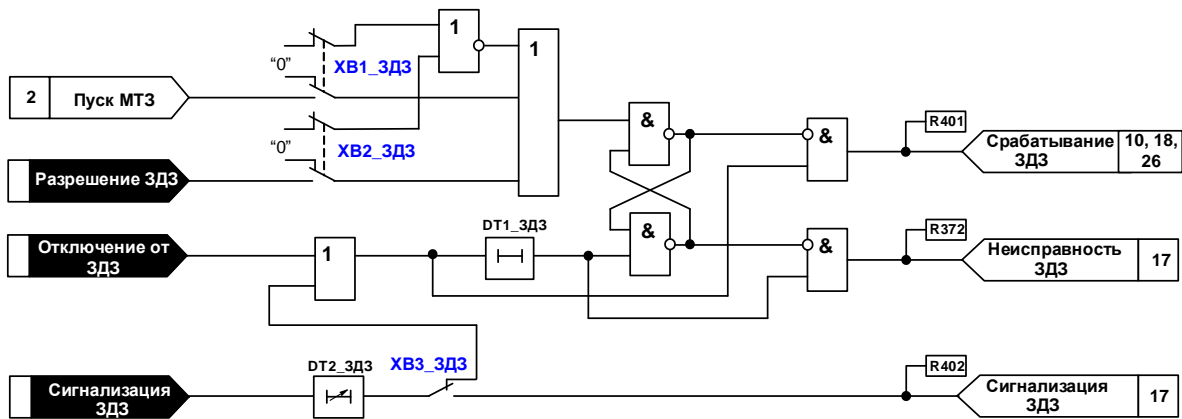 1
1
“0”
XB1_ЗДЗ
2 Пуск МТЗ
“0”
XB2_ЗДЗ
Разрешение ЗДЗ
&
&
R401
Срабатывание ЗДЗ
10, 18, 26
DT1_ЗДЗ
Отключение от ЗДЗ
1
&
&
R372
Неисправность ЗДЗ
17
DT2_ЗДЗ
XB3_ЗДЗ
R402
Сигнализация ЗДЗ
Сигнализация ЗДЗ
17